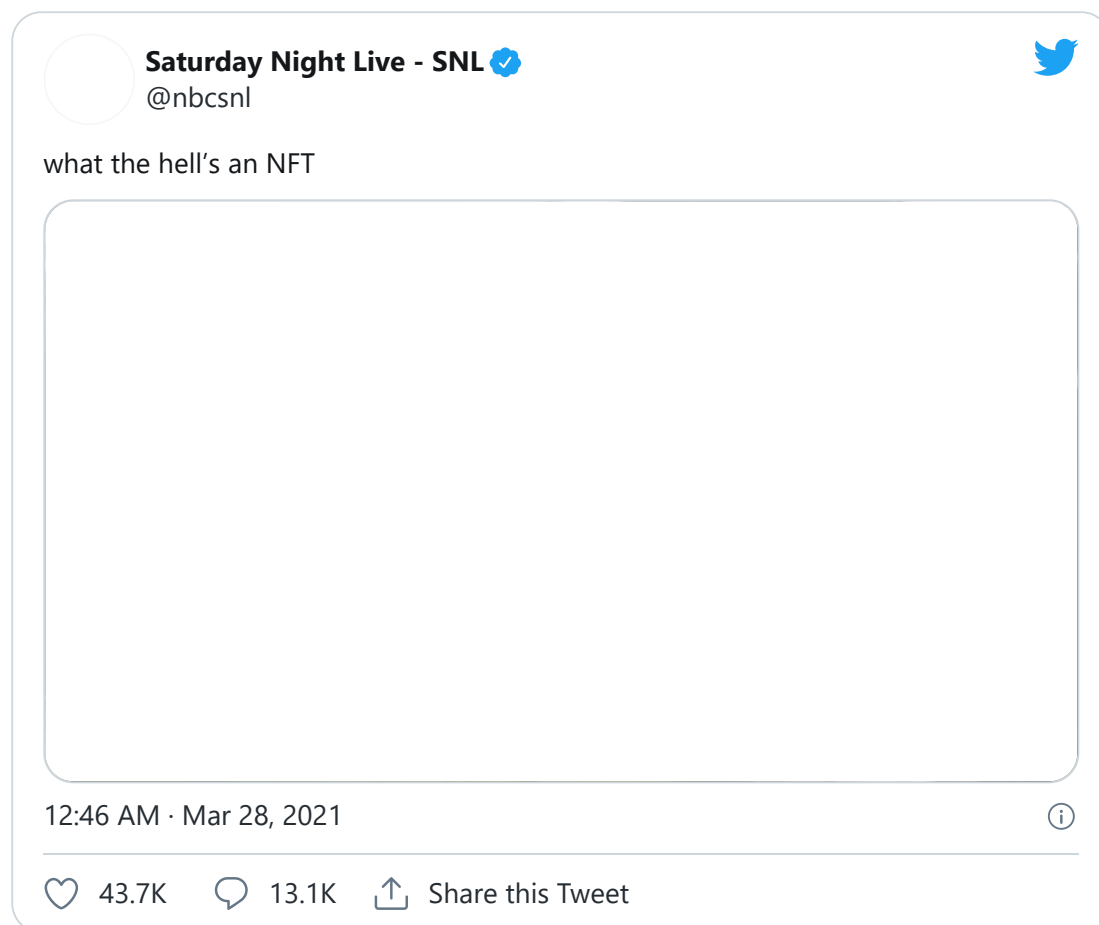 Saturday Night Live - SNL
@nbcsnl
what the hell’s an NFT
12:46 AM · Mar 28, 2021
43.7K 13.1K Share this Tweet